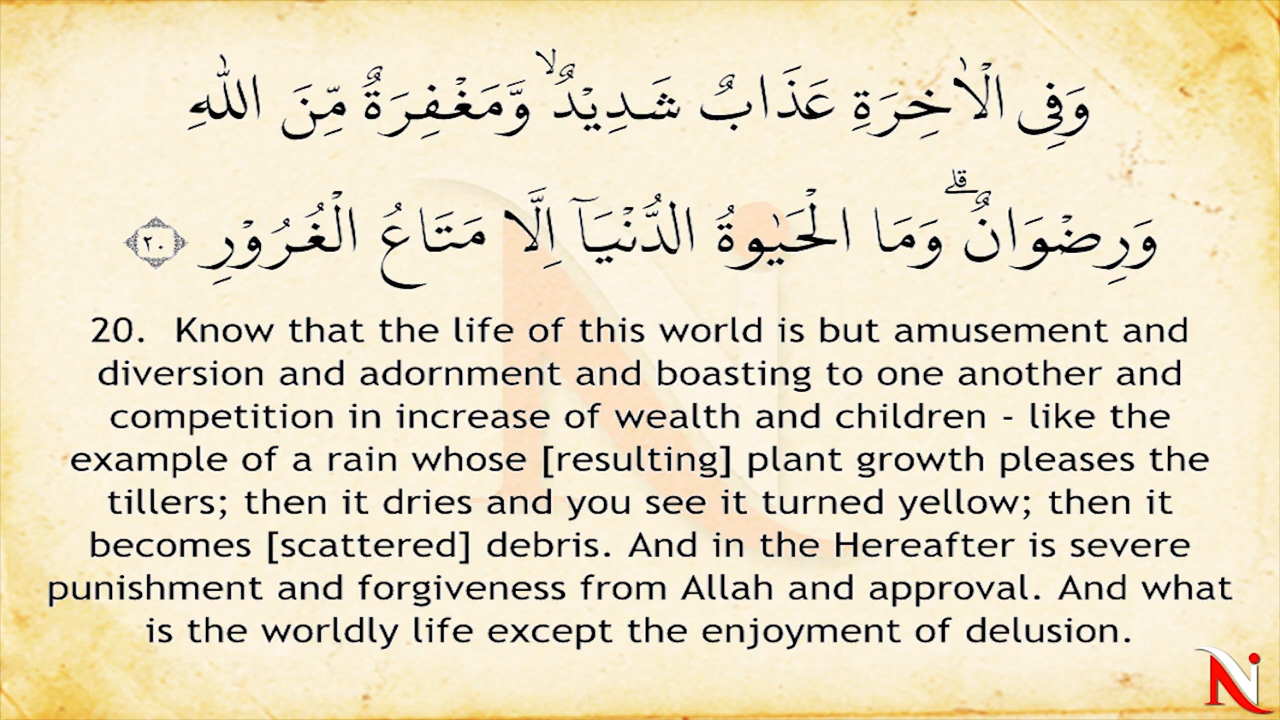 وَفِى الْاٰخِرَةِ عَذَابٌ شَدِيْدٌ ۙ وَّمَغْفِرَةٌ مِّنَ اللّٰهِ
وَرِضْوَانٌ ؕ وَمَا الْحَيٰوةُ الدُّنْيَاۤ اِلَّا مَتَاعُ الْغُرُوْرِ ۝۲۰
20. Know that the life of this world is but amusement and
diversion and adornment and boasting to one another and
competition in increase of wealth and children - like the
example of a rain whose [resulting] plant growth pleases the
tillers; then it dries and you see it turned yellow; then it
becomes [scattered] debris. And in the Hereafter is severe
punishment and forgiveness from Allah and approval. And what
is the worldly life except the enjoyment of delusion.
Ni